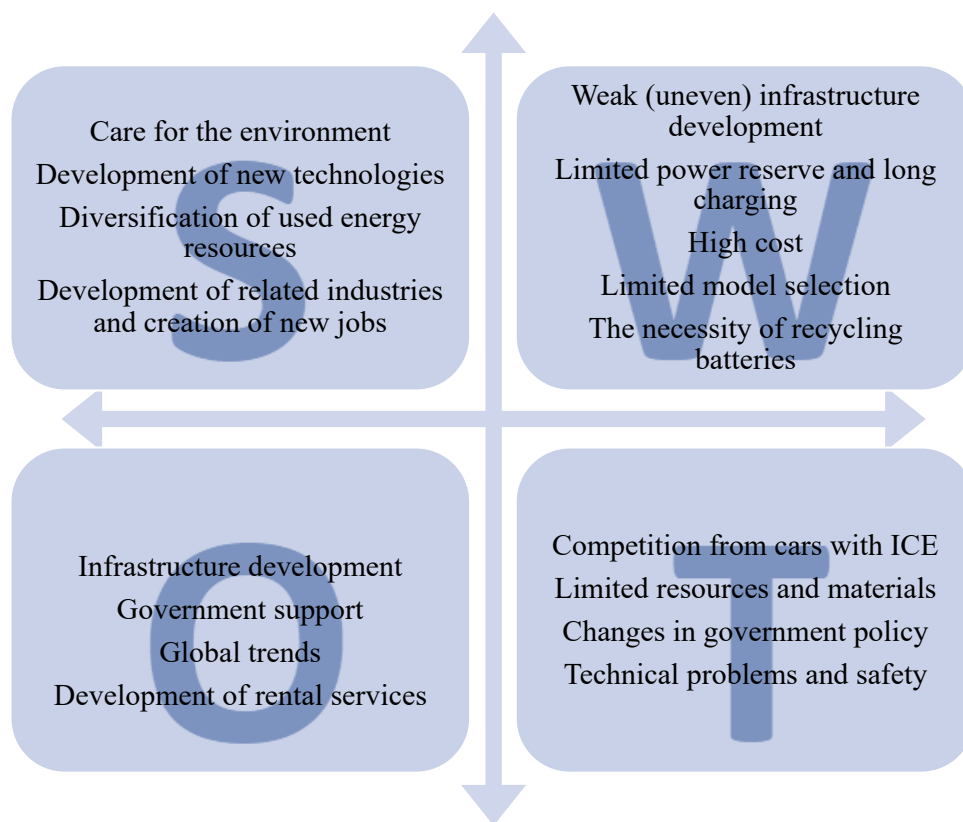 S
Care for the environment
Development of new technologies
Diversification of used energy
resources
Development of related industries
and creation of new jobs
W
Weak (uneven) infrastructure
development
Limited power reserve and long
charging
High cost
Limited model selection
The necessity of recycling
batteries
O
Infrastructure development
Government support
Global trends
Development of rental services
T
Competition from cars with ICE
Limited resources and materials
Changes in government policy
Technical problems and safety